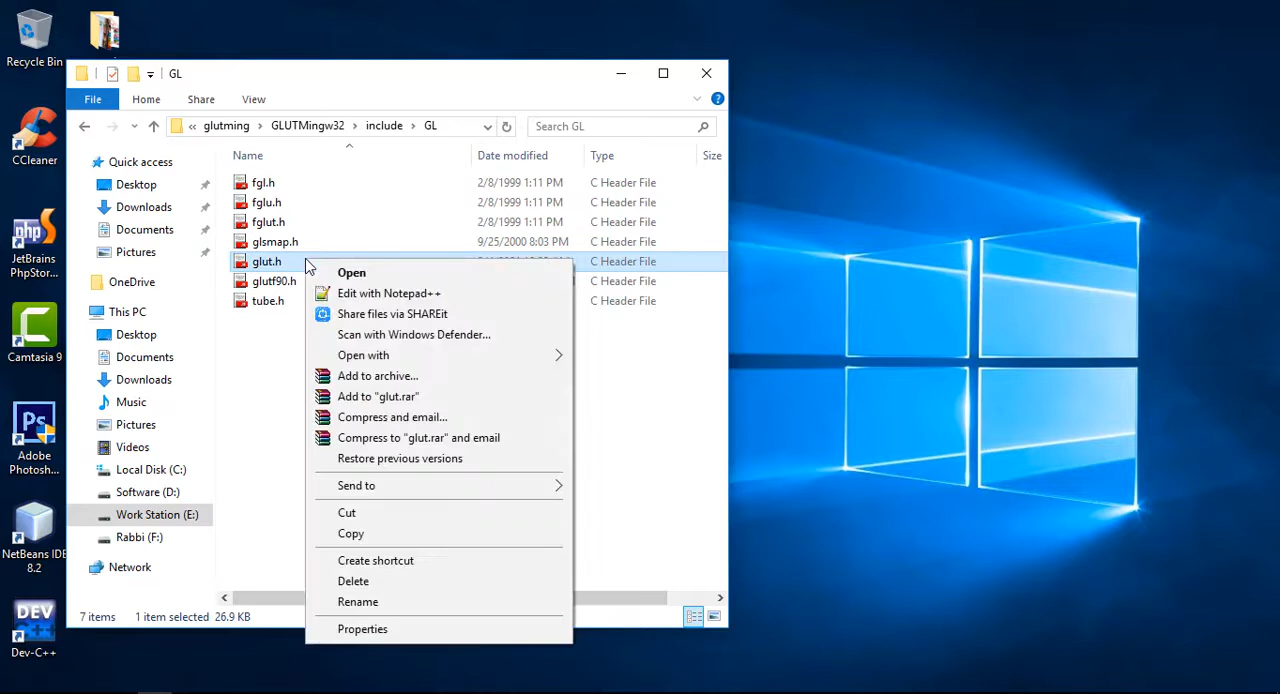 Recycle Bin
CCleaner
JetBrains
PhpStor...
Camtasia 9
Adobe
Photosh...
NetBeans IDE
8.2
Dev-C++
GL
File Home Share View
« glutming > GLUTMingw32 > include > GL
Search GL
Name Date modified Type Size
Quick access
Desktop
Downloads
Documents
Pictures
OneDrive
This PC
Desktop
Documents
Downloads
Music
Pictures
Videos
Local Disk (C:)
Software (D:)
Work Station (E:)
Rabbi (F:)
Network
fgl.h 2/8/1999 1:11 PM C Header File
fglu.h 2/8/1999 1:11 PM C Header File
fglut.h 2/8/1999 1:11 PM C Header File
glsmap.h 9/25/2000 8:03 PM C Header File
glut.h C Header File
glutf90.h C Header File
tube.h C Header File
Open
Edit with Notepad++
Share files via SHAREit
Scan with Windows Defender...
Open with
Add to archive...
Add to "glut.rar"
Compress and email...
Compress to "glut.rar" and email
Restore previous versions
Send to
Cut
Copy
Create shortcut
Delete
Rename
Properties
7 items 1 item selected 26.9 KB